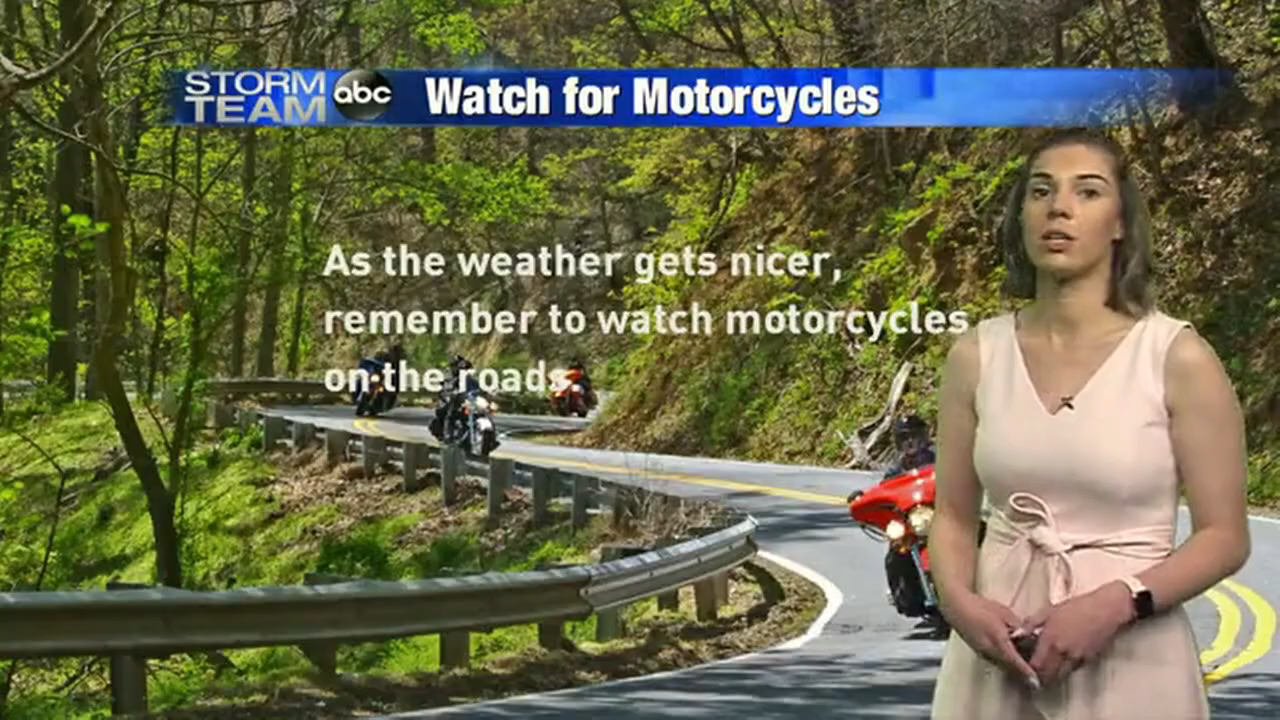 STORM TEAM abc Watch for Motorcycles
As the weather gets nicer,
remember to watch motorcycles
on the roads.